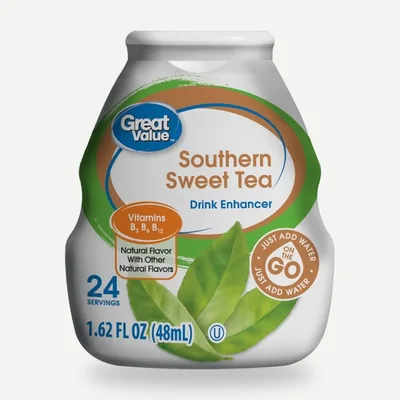 Great
Value™
Southern
Sweet Tea
Drink Enhancer
Vitamins
B3 B6 B12
Natural Flavor
With Other
Natural Flavors
JUST ADD WATER
ON THE
GO
JUST ADD WATER
24
SERVINGS
1.62 FL OZ (48mL)
U